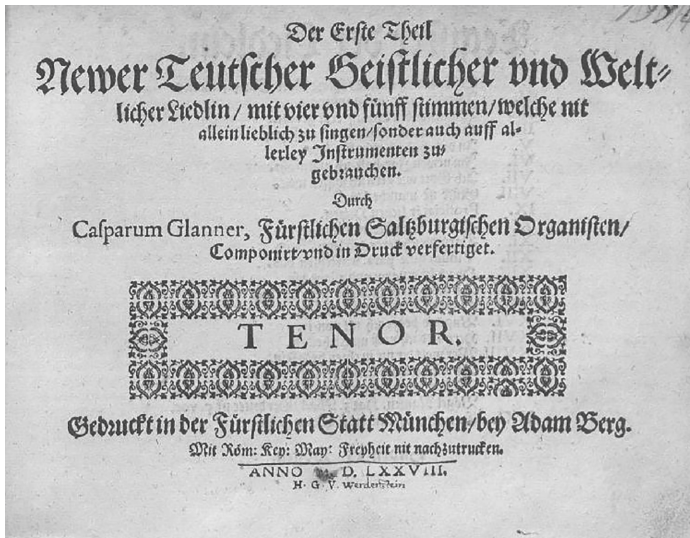 Der Erste Theil
Newer Teutscher Geistlicher vnd Welt⸗
licher Liedlin / mit vier vnd fünff stimmen / welche nit
allein lieblich zu singen / sonder auch auff al⸗
lerley Instrumenten zu⸗
gebrauchen.
Durch
Casparum Glanner, Fürstlichen Saltzburgischen Organisten /
Componirt vnd in Druck verfertiget.
TENOR.
Gedruckt in der Fürstlichen Statt München / bey Adam Berg.
Mit Röm: Key: May: Freyheit nit nachzutrucken.
ANNO M. D. LXXVIII.
H. G. V. Werdenstein